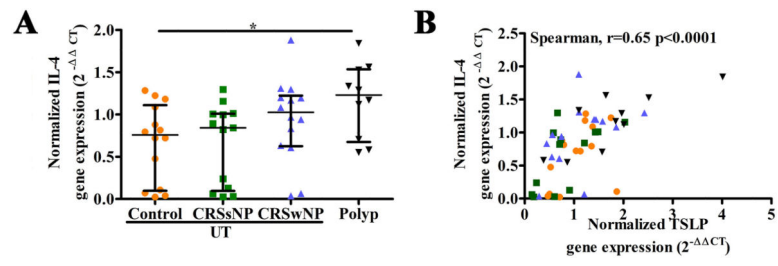 A
Normalized IL-4
gene expression (2^-ΔΔCT)
2.0
1.5
1.0
0.5
0.0
*
Control
CRSsNP
CRSwNP
Polyp
UT
B
Spearman, r=0.65 p<0.0001
Normalized IL-4
gene expression (2^-ΔΔCT)
2.5
2.0
1.5
1.0
0.5
0.0
0
1
2
3
4
5
Normalized TSLP
gene expression (2^-ΔΔCT)